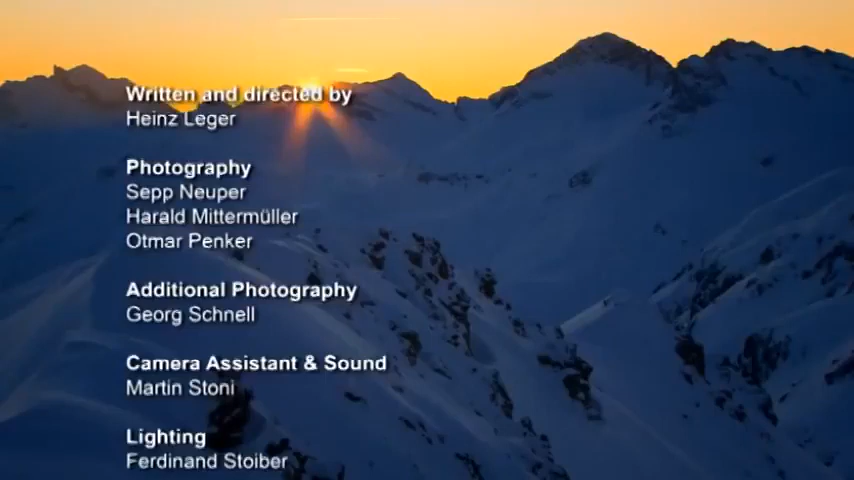 Written and directed by
Heinz Leger
Photography
Sepp Neuper
Harald Mittermüller
Otmar Penker
Additional Photography
Georg Schnell
Camera Assistant & Sound
Martin Stoni
Lighting
Ferdinand Stoiber